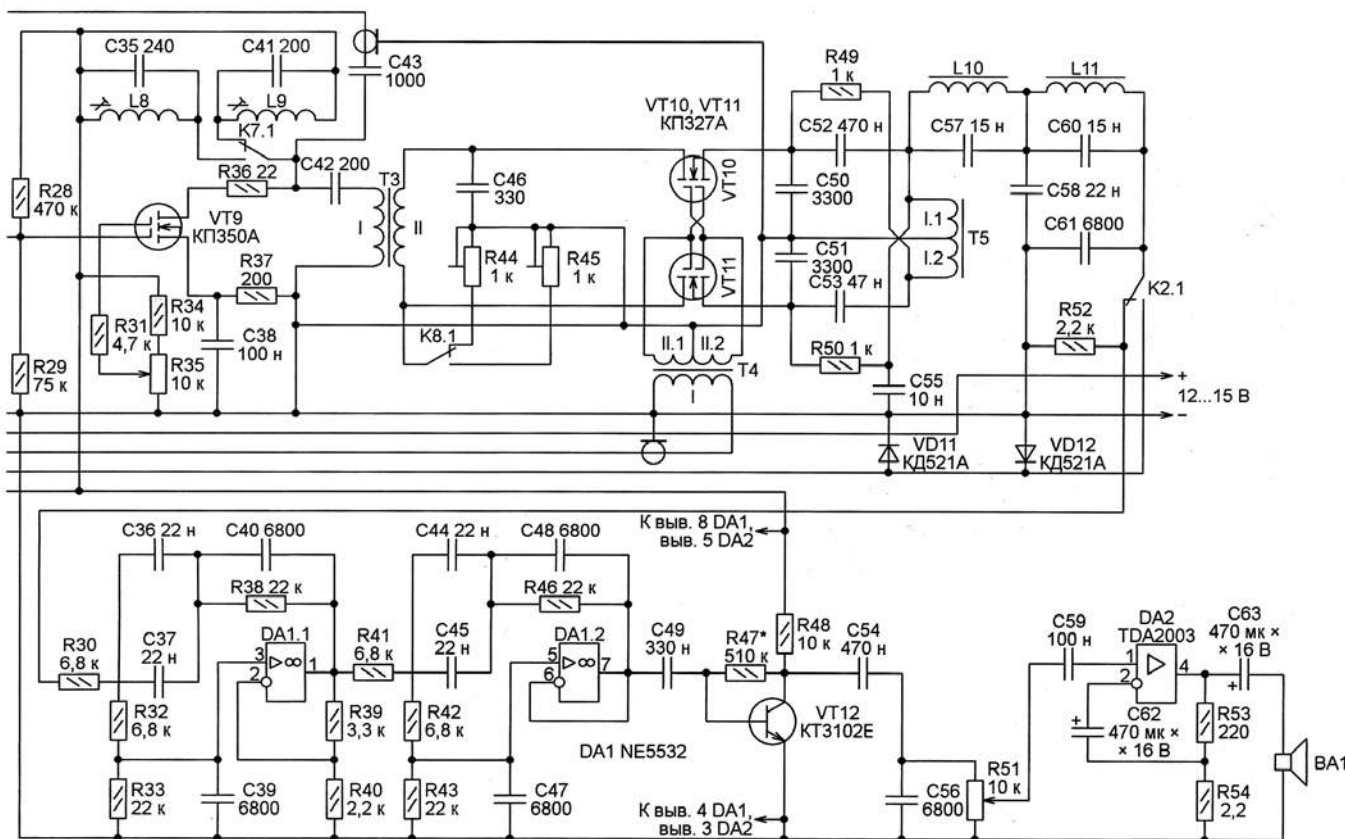 C35 240
C41 200
C43
1000
L8
L9
K7.1
R36 22
C42 200
R28
470 к
VT9
КП350А
R37
200
R34
10 к
R31
4,7 к
R35
10 к
C38
100 н
R29
75 к
T3
I
II
C46
330
R44
1 к
R45
1 к
K8.1
VT10, VT11
КП327А
VT10
VT11
II.1
II.2
T4
I
R49
1 к
C52 470 н
C50
3300
C51
3300
C53 47 н
R50 1 к
C55
10 н
L10
L11
C57 15 н
C60 15 н
C58 22 н
C61 6800
I.1
I.2
T5
R52
2,2 к
K2.1
+
12...15 В
−
VD11
КД521А
VD12
КД521А
C36 22 н
C40 6800
R38 22 к
R30
6,8 к
C37
22 н
DA1.1
3
2
1
▷∞
R32
6,8 к
R33
22 к
C39
6800
R39
3,3 к
R40
2,2 к
R41
6,8 к
C44 22 н
C48 6800
R46 22 к
C45
22 н
DA1.2
5
6
7
▷∞
R42
6,8 к
R43
22 к
C47
6800
DA1 NE5532
C49
330 н
R47*
510 к
К выв. 8 DA1,
выв. 5 DA2
R48
10 к
C54
470 н
VT12
КТ3102Е
К выв. 4 DA1,
выв. 3 DA2
C56
6800
R51
10 к
C59
100 н
DA2
TDA2003
1
2
4
▷
C62
470 мк ×
× 16 В
+
C63
470 мк ×
× 16 В
+
R53
220
R54
2,2
BA1